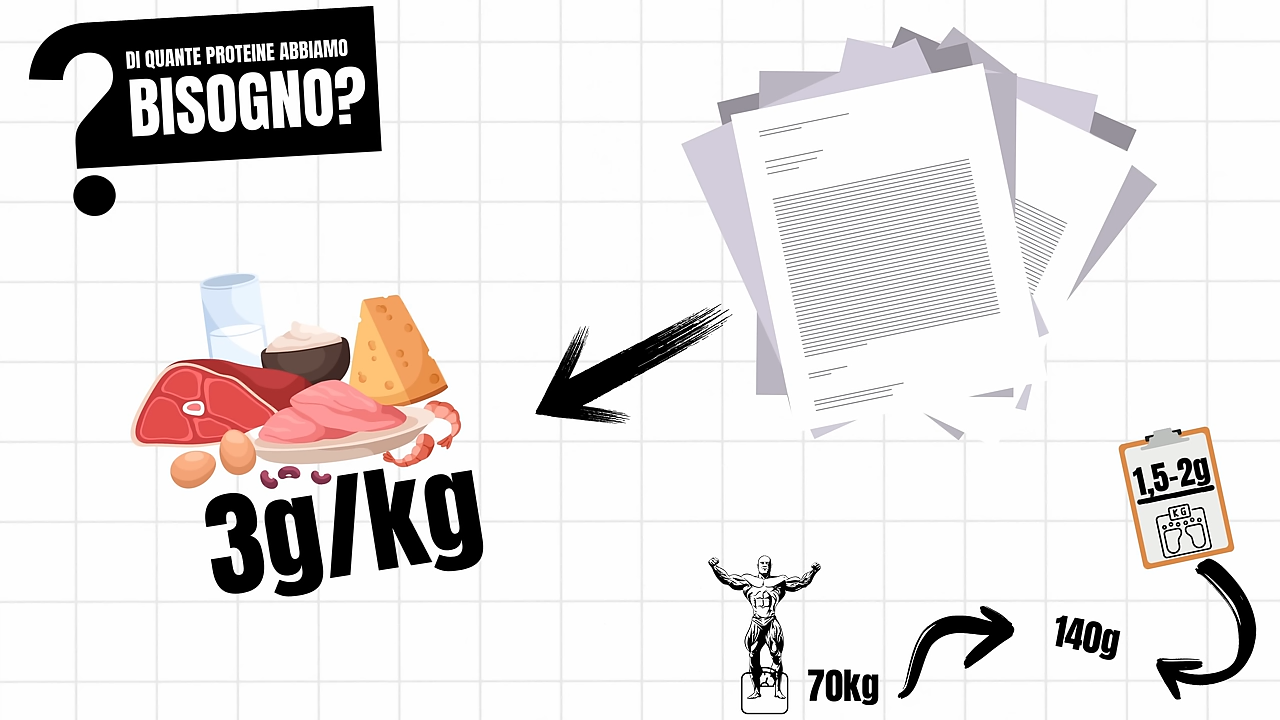 DI QUANTE PROTEINE ABBIAMO
BISOGNO?
3g/kg
1,5-2g
KG
70kg
140g